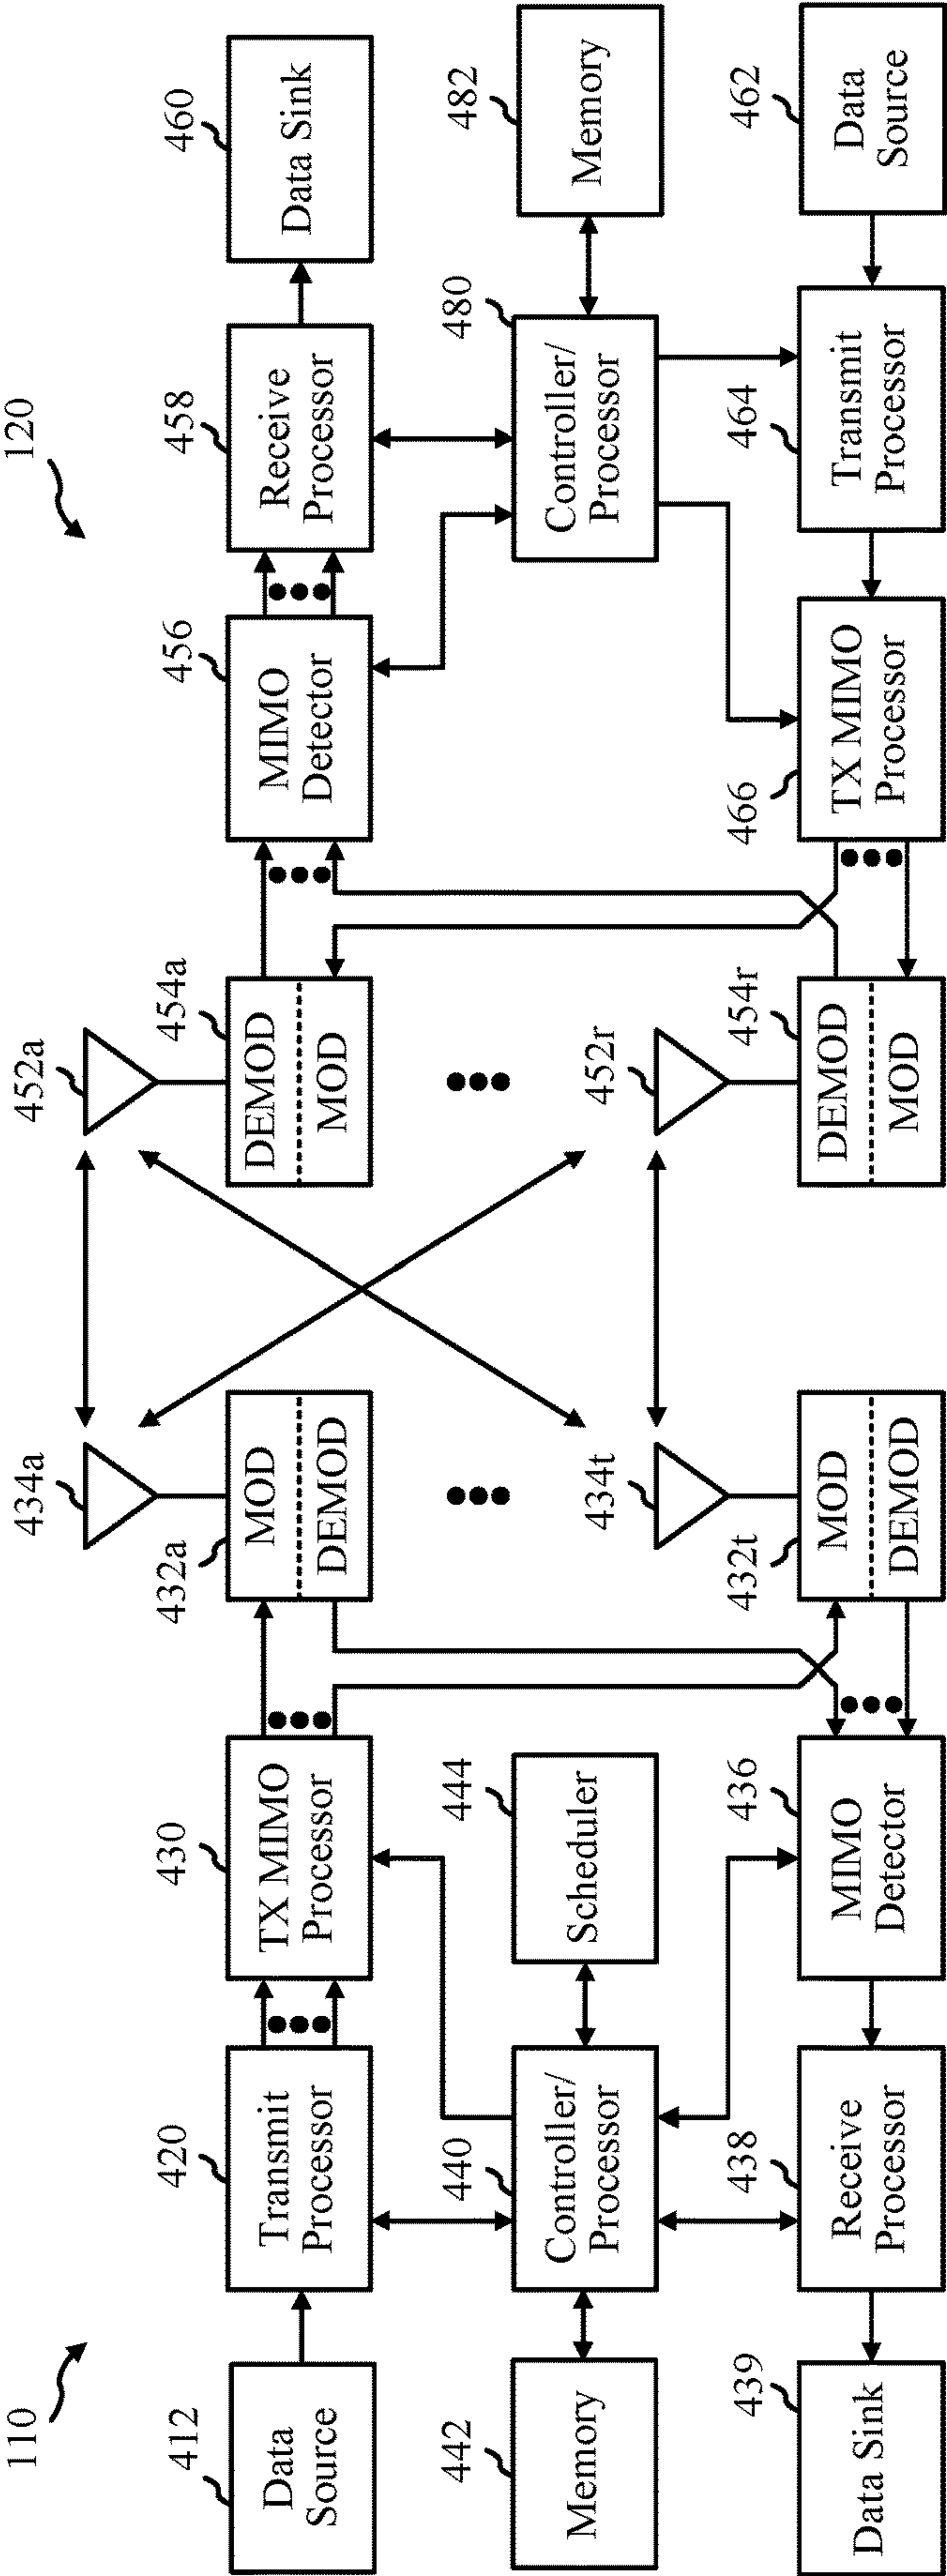 110
120
412
Data
Source
420
Transmit
Processor
430
TX MIMO
Processor
432a
MOD
DEMOD
434a
452a
454a
DEMOD
MOD
456
MIMO
Detector
458
Receive
Processor
460
Data Sink
442
Memory
440
Controller/
Processor
444
Scheduler
480
Controller/
Processor
482
Memory
439
Data Sink
438
Receive
Processor
436
MIMO
Detector
432t
MOD
DEMOD
434t
452r
454r
DEMOD
MOD
466
TX MIMO
Processor
464
Transmit
Processor
462
Data
Source